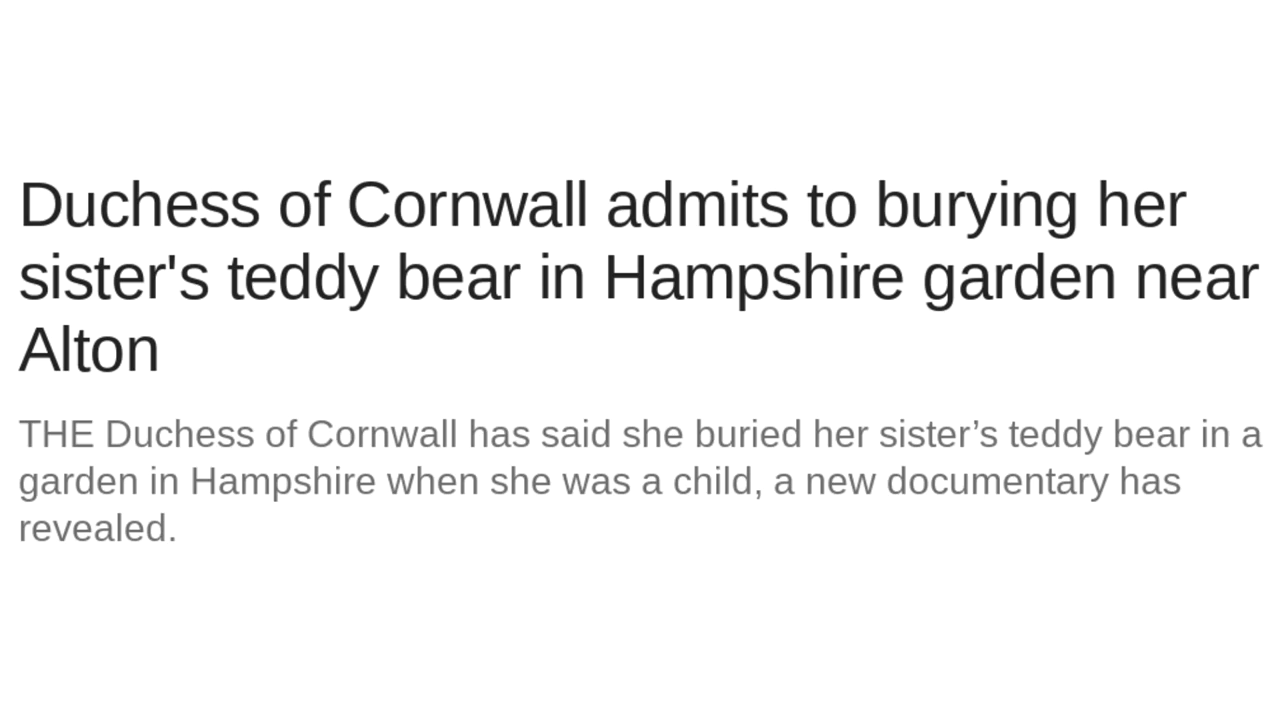 Duchess of Cornwall admits to burying her
sister's teddy bear in Hampshire garden near
Alton
THE Duchess of Cornwall has said she buried her sister’s teddy bear in a
garden in Hampshire when she was a child, a new documentary has
revealed.